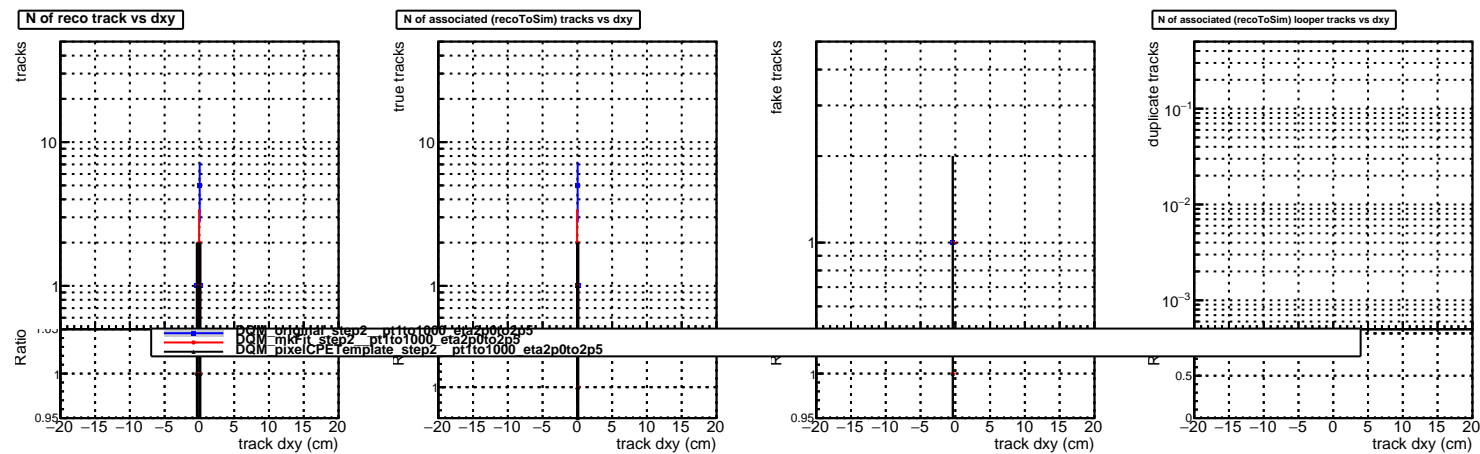 N of reco track vs dxy
N of associated (recoToSim) tracks vs dxy
N of associated (recoToSim) looper tracks vs dxy
tracks
10
1
Ratio
1
0.95
−20 −15 −10 −5 0 5 10 15 20
track dxy (cm)
true tracks
10
1
1
0.95
−20 −15 −10 −5 0 5 10 15 20
track dxy (cm)
fake tracks
1
1
0.95
−20 −15 −10 −5 0 5 10 15 20
track dxy (cm)
duplicate tracks
10−1
10−2
10−3
0.5
0
−20 −15 −10 −5 0 5 10 15 20
track dxy (cm)
DQM_original_step2__pt1to1000_eta2p0to2p5
DQM_mkFit_step2__pt1to1000_eta2p0to2p5
DQM_pixelCPETemplate_step2__pt1to1000_eta2p0to2p5